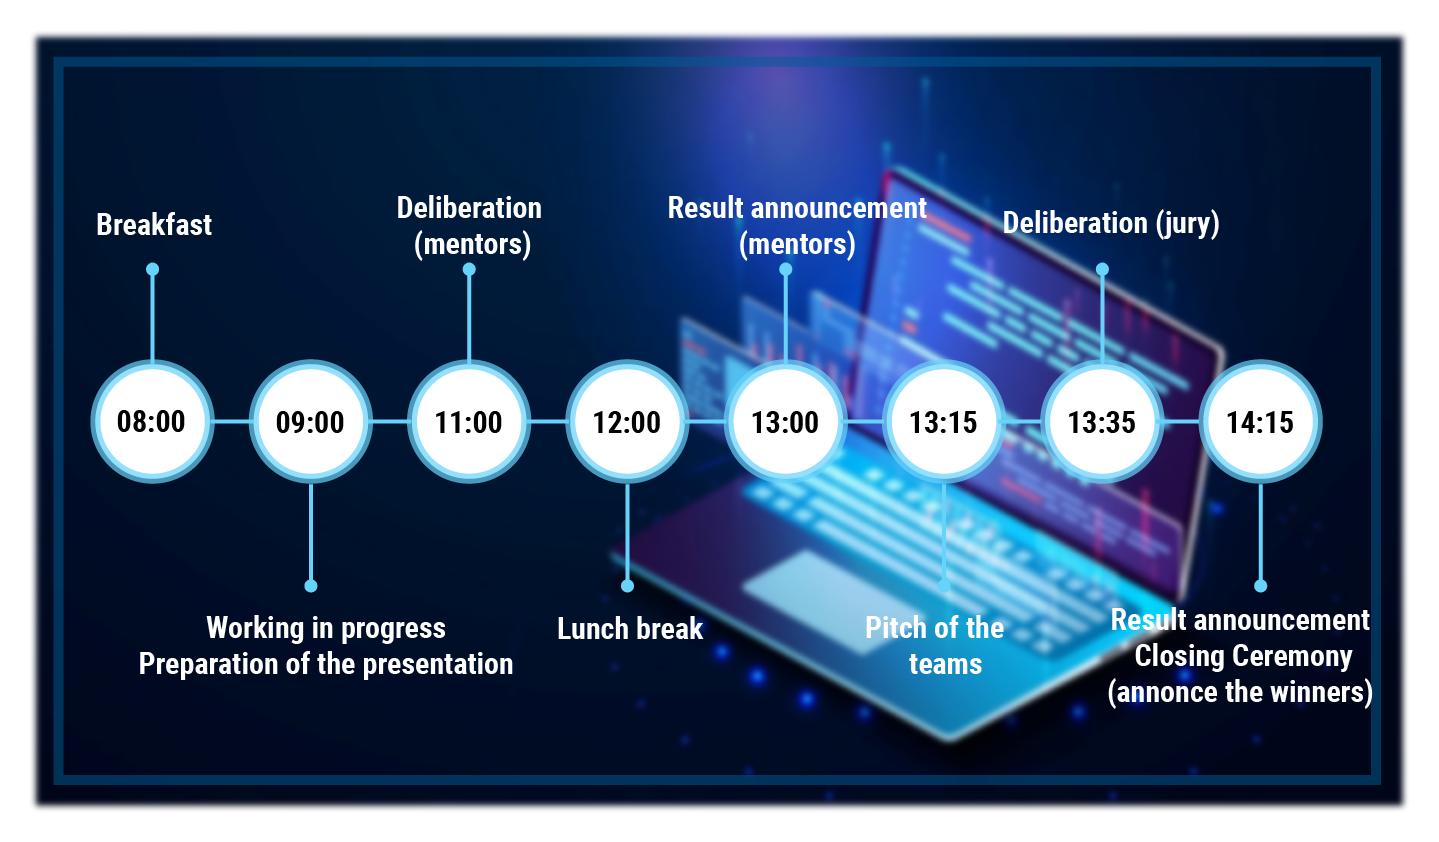 Breakfast
Deliberation
(mentors)
Result announcement
(mentors)
Deliberation (jury)
08:00
09:00
11:00
12:00
13:00
13:15
13:35
14:15
Working in progress
Preparation of the presentation
Lunch break
Pitch of the
teams
Result announcement
Closing Ceremony
(annonce the winners)